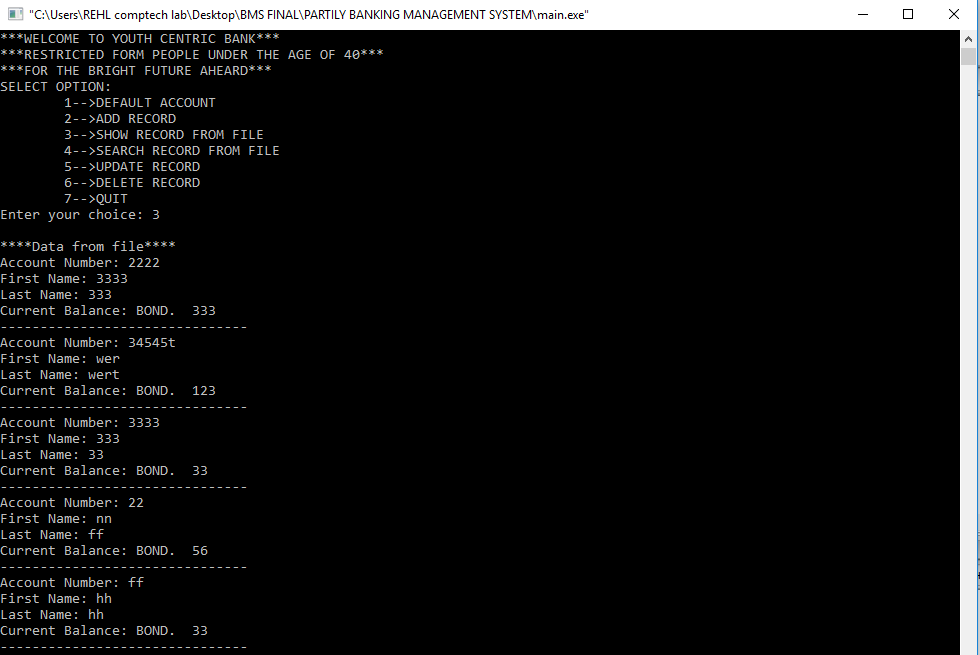 "C:\Users\REHL comptech lab\Desktop\BMS FINAL\PARTILY BANKING MANAGEMENT SYSTEM\main.exe"
***WELCOME TO YOUTH CENTRIC BANK***
***RESTRICTED FORM PEOPLE UNDER THE AGE OF 40***
***FOR THE BRIGHT FUTURE AHEARD***
SELECT OPTION:
1-->DEFAULT ACCOUNT
2-->ADD RECORD
3-->SHOW RECORD FROM FILE
4-->SEARCH RECORD FROM FILE
5-->UPDATE RECORD
6-->DELETE RECORD
7-->QUIT
Enter your choice: 3
****Data from file****
Account Number: 2222
First Name: 3333
Last Name: 333
Current Balance: BOND.  333
-------------------------------
Account Number: 34545t
First Name: wer
Last Name: wert
Current Balance: BOND.  123
-------------------------------
Account Number: 3333
First Name: 333
Last Name: 33
Current Balance: BOND.  33
-------------------------------
Account Number: 22
First Name: nn
Last Name: ff
Current Balance: BOND.  56
-------------------------------
Account Number: ff
First Name: hh
Last Name: hh
Current Balance: BOND.  33
-------------------------------